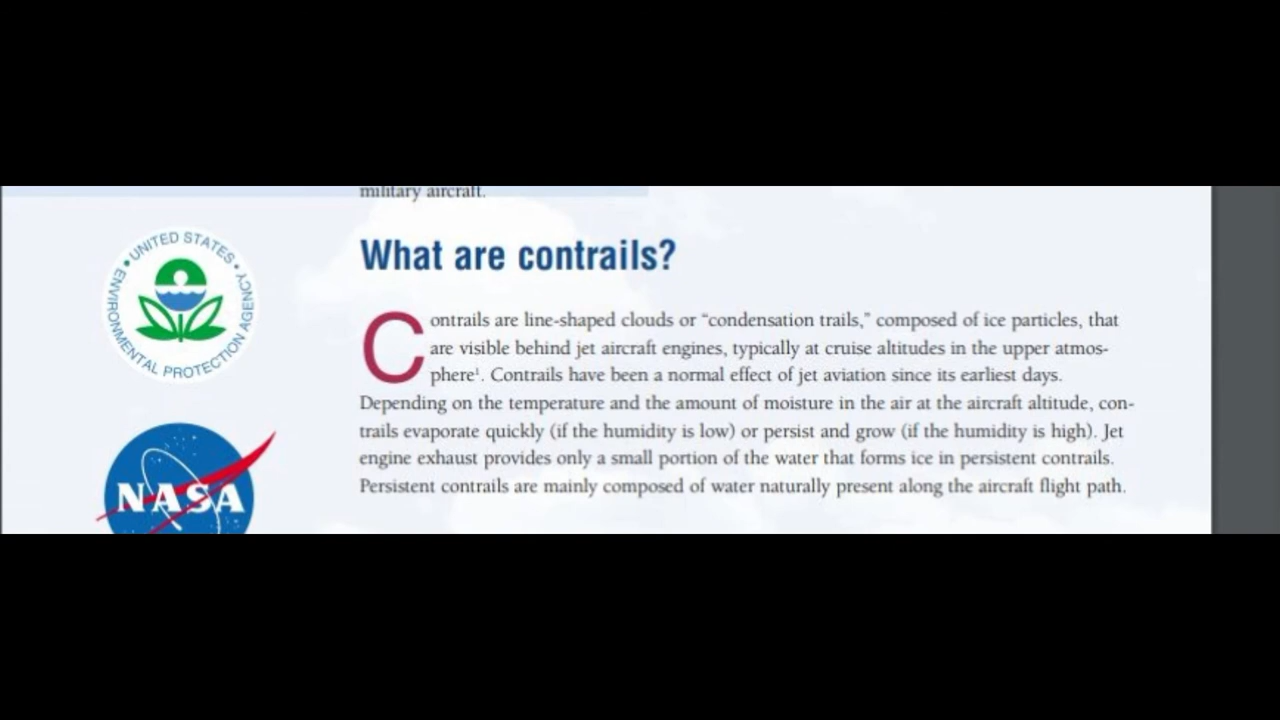 military aircraft.
What are contrails?
UNITED STATES
ENVIRONMENTAL PROTECTION AGENCY
Contrails are line-shaped clouds or “condensation trails,” composed of ice particles, that
are visible behind jet aircraft engines, typically at cruise altitudes in the upper atmos-
phere¹. Contrails have been a normal effect of jet aviation since its earliest days.
Depending on the temperature and the amount of moisture in the air at the aircraft altitude, con-
trails evaporate quickly (if the humidity is low) or persist and grow (if the humidity is high). Jet
engine exhaust provides only a small portion of the water that forms ice in persistent contrails.
Persistent contrails are mainly composed of water naturally present along the aircraft flight path.
NASA